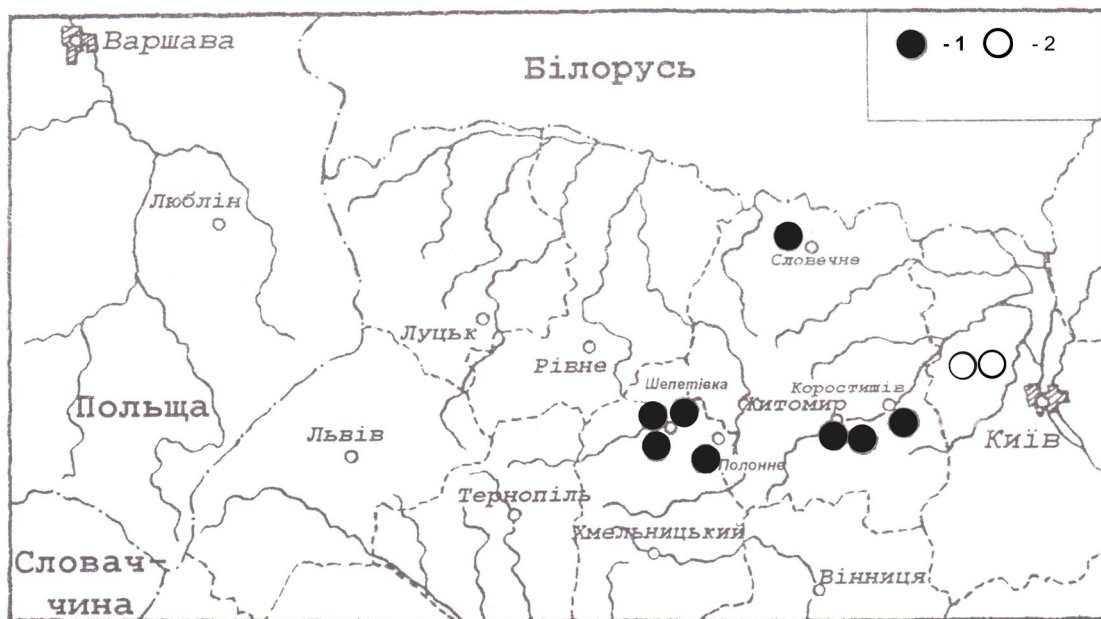 Варшава
- 1
- 2
Білорусь
Люблін
Словечне
Луцьк
Рівне
Шепетівка
Коростишів
Житомир
Польща
Львів
Київ
Полонне
Тернопіль
Хмельницький
Словач-
чина
Вінниця